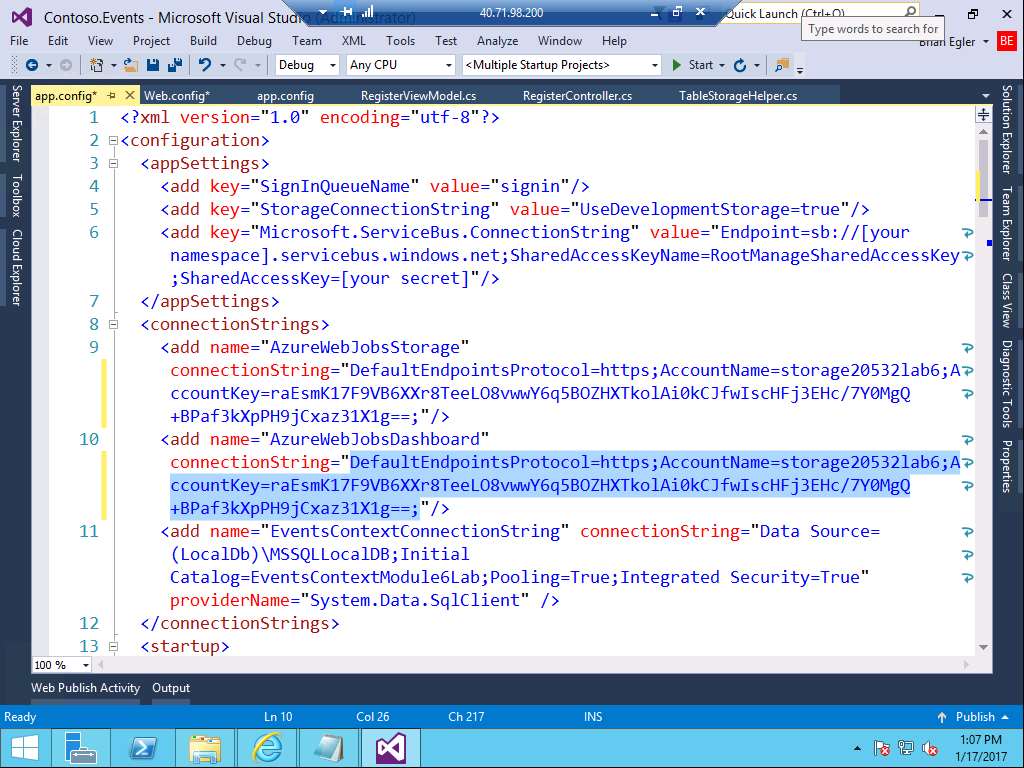 Contoso.Events - Microsoft Visual Studio (Administrator)
40.71.98.200
Quick Launch (Ctrl+Q)
Type words to search for
File Edit View Project Build Debug Team XML Tools Test Analyze Window Help
Brian Egler BE
Debug Any CPU <Multiple Startup Projects> Start
app.config* Web.config* app.config RegisterViewModel.cs RegisterController.cs TableStorageHelper.cs
Server Explorer
Toolbox
Cloud Explorer
1 <?xml version="1.0" encoding="utf-8"?>
2 <configuration>
3 <appSettings>
4 <add key="SignInQueueName" value="signin"/>
5 <add key="StorageConnectionString" value="UseDevelopmentStorage=true"/>
6 <add key="Microsoft.ServiceBus.ConnectionString" value="Endpoint=sb://[your
namespace].servicebus.windows.net;SharedAccessKeyName=RootManageSharedAccessKey
;SharedAccessKey=[your secret]"/>
7 </appSettings>
8 <connectionStrings>
9 <add name="AzureWebJobsStorage"
connectionString="DefaultEndpointsProtocol=https;AccountName=storage20532lab6;A
ccountKey=raEsmK17F9VB6XXr8TeeLO8vwwY6q5BOZHXTkolAi0kCJfwIscHFj3EHc/7Y0MgQ
+BPaf3kXpPH9jCxaz31X1g==;"/>
10 <add name="AzureWebJobsDashboard"
connectionString="DefaultEndpointsProtocol=https;AccountName=storage20532lab6;A
ccountKey=raEsmK17F9VB6XXr8TeeLO8vwwY6q5BOZHXTkolAi0kCJfwIscHFj3EHc/7Y0MgQ
+BPaf3kXpPH9jCxaz31X1g==;"/>
11 <add name="EventsContextConnectionString" connectionString="Data Source=
(LocalDb)\MSSQLLocalDB;Initial
Catalog=EventsContextModule6Lab;Pooling=True;Integrated Security=True"
providerName="System.Data.SqlClient" />
12 </connectionStrings>
13 <startup>
Solution Explorer
Team Explorer
Class View
Diagnostic Tools
Properties
100 %
Web Publish Activity Output
Ready Ln 10 Col 26 Ch 217 INS Publish
1:07 PM
1/17/2017